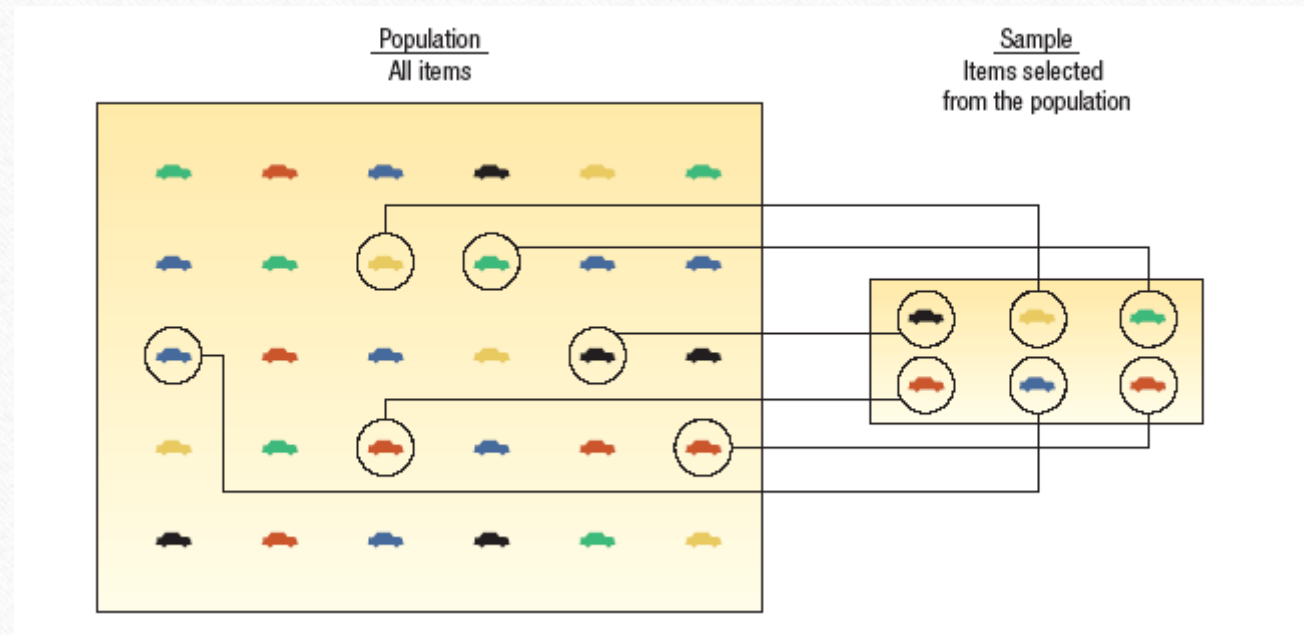 Population
All items
Sample
Items selected
from the population